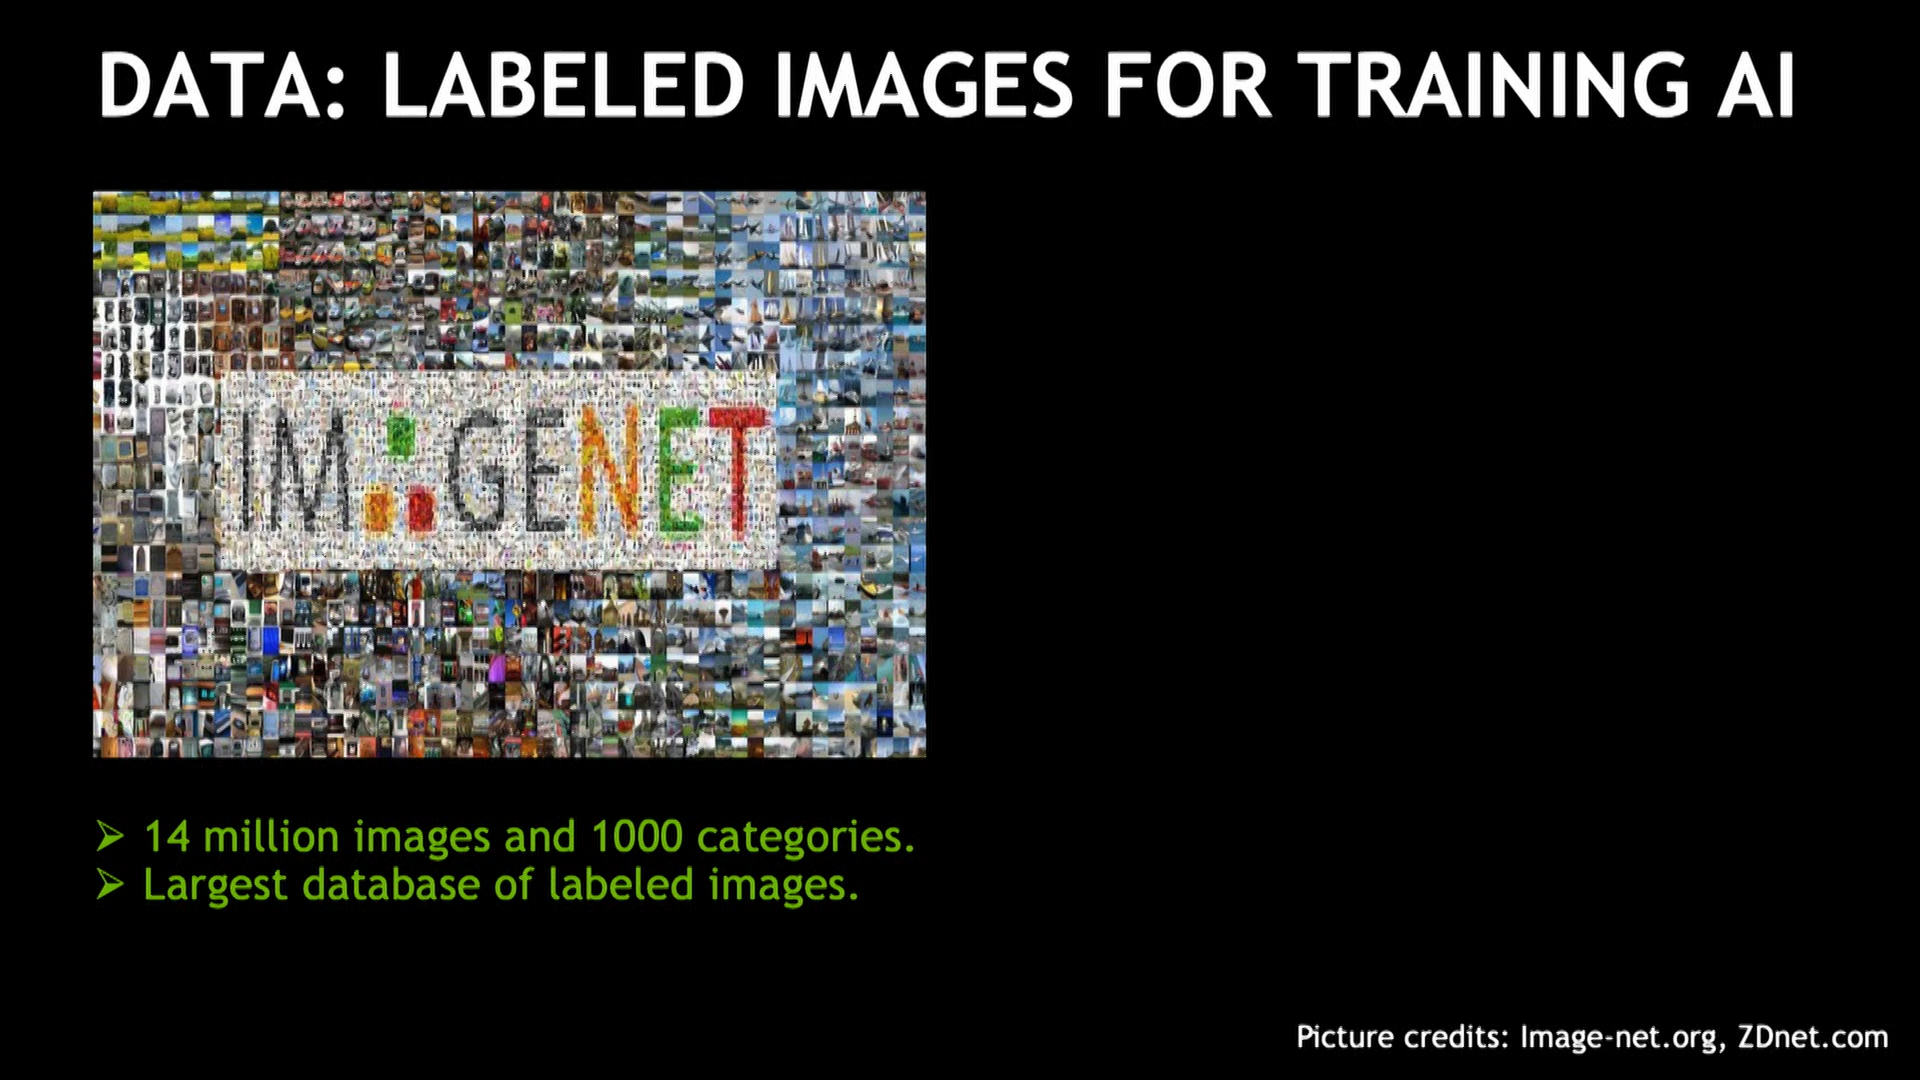 DATA: LABELED IMAGES FOR TRAINING AI
IMAGENET
➢ 14 million images and 1000 categories.
➢ Largest database of labeled images.
Picture credits: Image-net.org, ZDnet.com